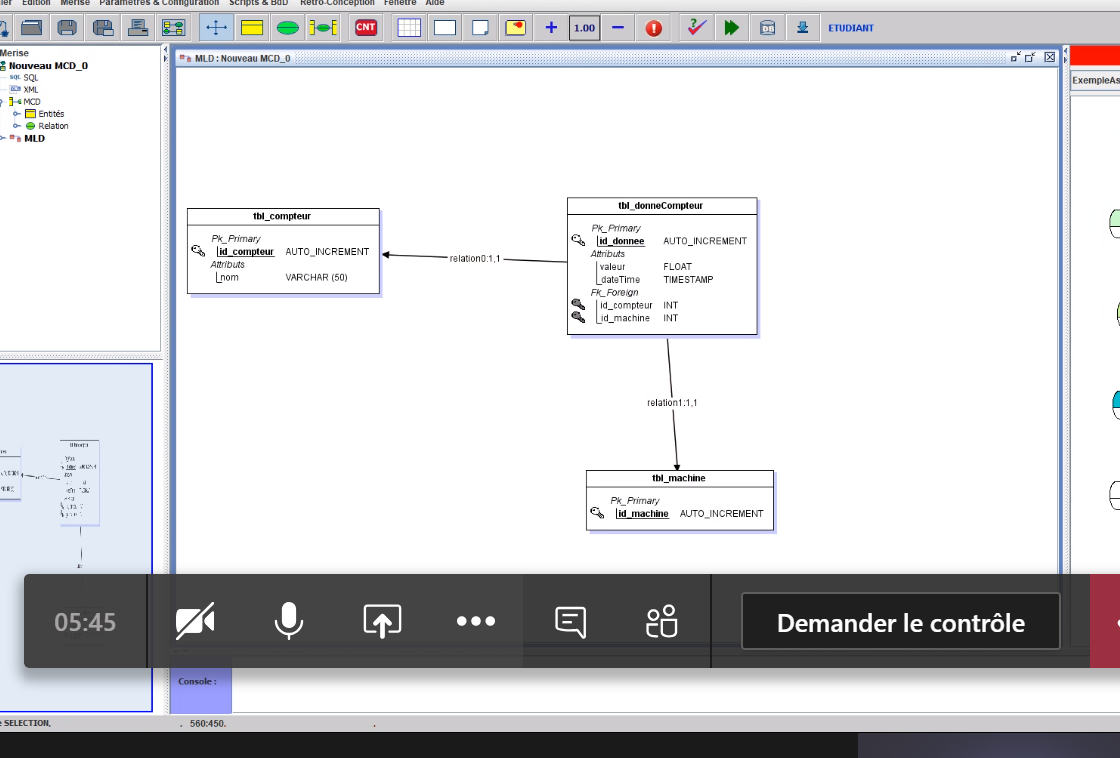 Edition Merise Paramètres & Configuration Scripts & BdD Rétro-Conception Fenêtre Aide
CNT 1.00 ETUDIANT
Merise
Nouveau MCD_0
SQL SQL
XML
MCD
Entités
Relation
MLD
MLD : Nouveau MCD_0
ExempleAs
tbl_compteur
Pk_Primary
id_compteur AUTO_INCREMENT
Attributs
nom VARCHAR (50)
relation0:1,1
tbl_donneCompteur
Pk_Primary
id_donnee AUTO_INCREMENT
Attributs
valeur FLOAT
dateTime TIMESTAMP
Fk_Foreign
id_compteur INT
id_machine INT
relation1:1,1
tbl_machine
Pk_Primary
id_machine AUTO_INCREMENT
05:45
Demander le contrôle
Console :
SELECTION, . 560:450. .